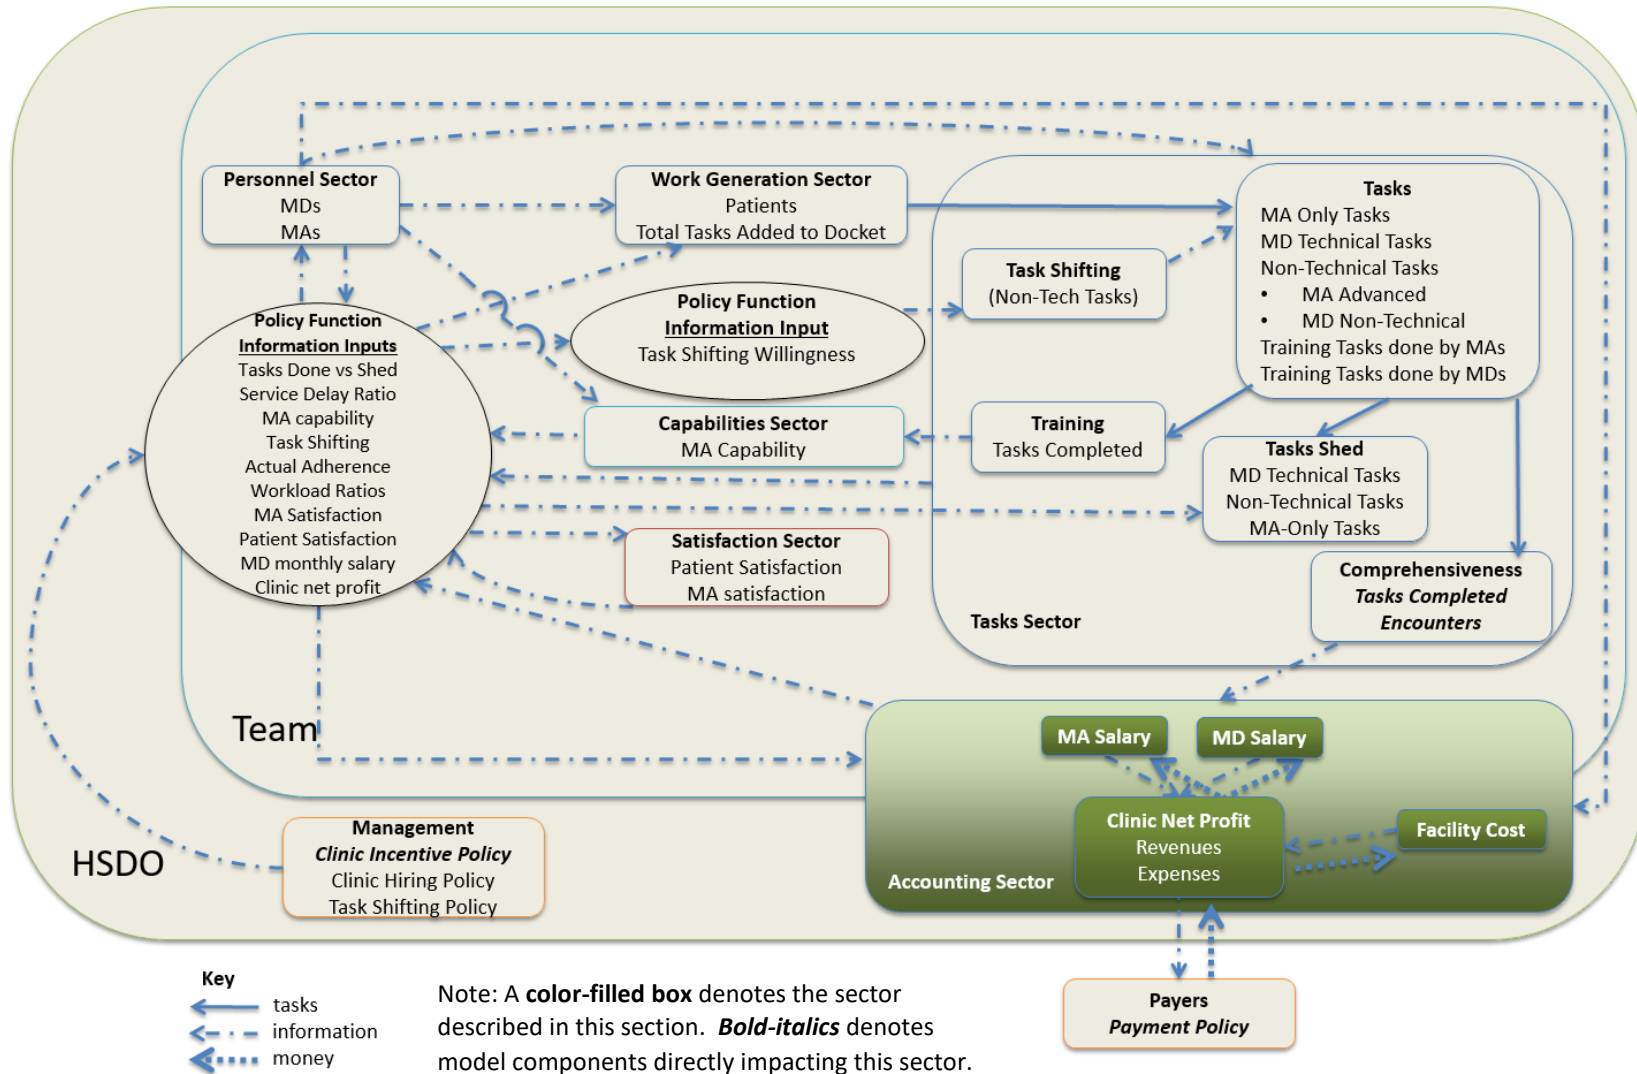 Personnel Sector
MDs
MAs
Work Generation Sector
Patients
Total Tasks Added to Docket
Tasks
MA Only Tasks
MD Technical Tasks
Non-Technical Tasks
• MA Advanced
• MD Non-Technical
Training Tasks done by MAs
Training Tasks done by MDs
Task Shifting
(Non-Tech Tasks)
Policy Function
Information Input
Task Shifting Willingness
Policy Function
Information Inputs
Tasks Done vs Shed
Service Delay Ratio
MA capability
Task Shifting
Actual Adherence
Workload Ratios
MA Satisfaction
Patient Satisfaction
MD monthly salary
Clinic net profit
Capabilities Sector
MA Capability
Training
Tasks Completed
Tasks Shed
MD Technical Tasks
Non-Technical Tasks
MA-Only Tasks
Satisfaction Sector
Patient Satisfaction
MA satisfaction
Comprehensiveness
Tasks Completed
Encounters
Tasks Sector
Team
MA Salary
MD Salary
Clinic Net Profit
Revenues
Expenses
Facility Cost
Accounting Sector
HSDO
Management
Clinic Incentive Policy
Clinic Hiring Policy
Task Shifting Policy
Payers
Payment Policy
Key
tasks
information
money
Note: A color-filled box denotes the sector
described in this section. Bold-italics denotes
model components directly impacting this sector.